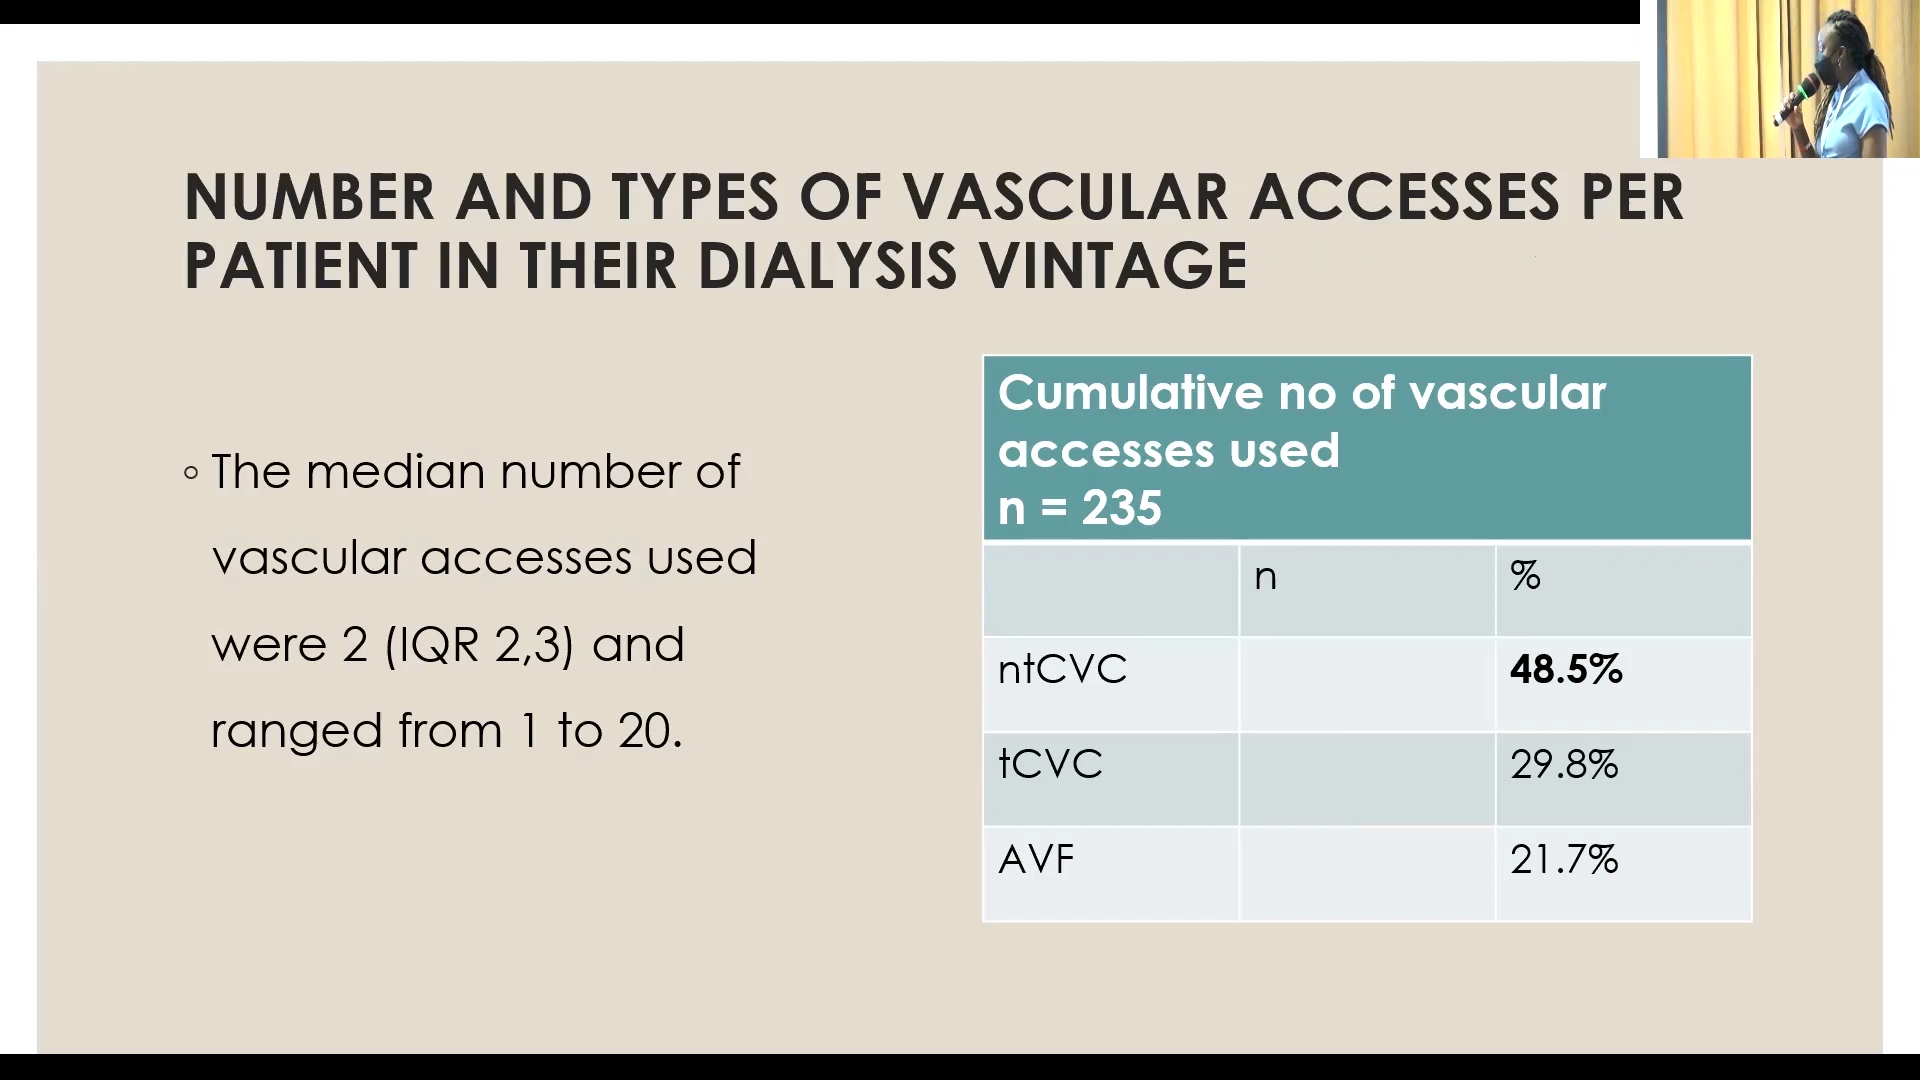 NUMBER AND TYPES OF VASCULAR ACCESSES PER
PATIENT IN THEIR DIALYSIS VINTAGE
◦ The median number of
vascular accesses used
were 2 (IQR 2,3) and
ranged from 1 to 20.
Cumulative no of vascular
accesses used
n = 235
n %
ntCVC 48.5%
tCVC 29.8%
AVF 21.7%